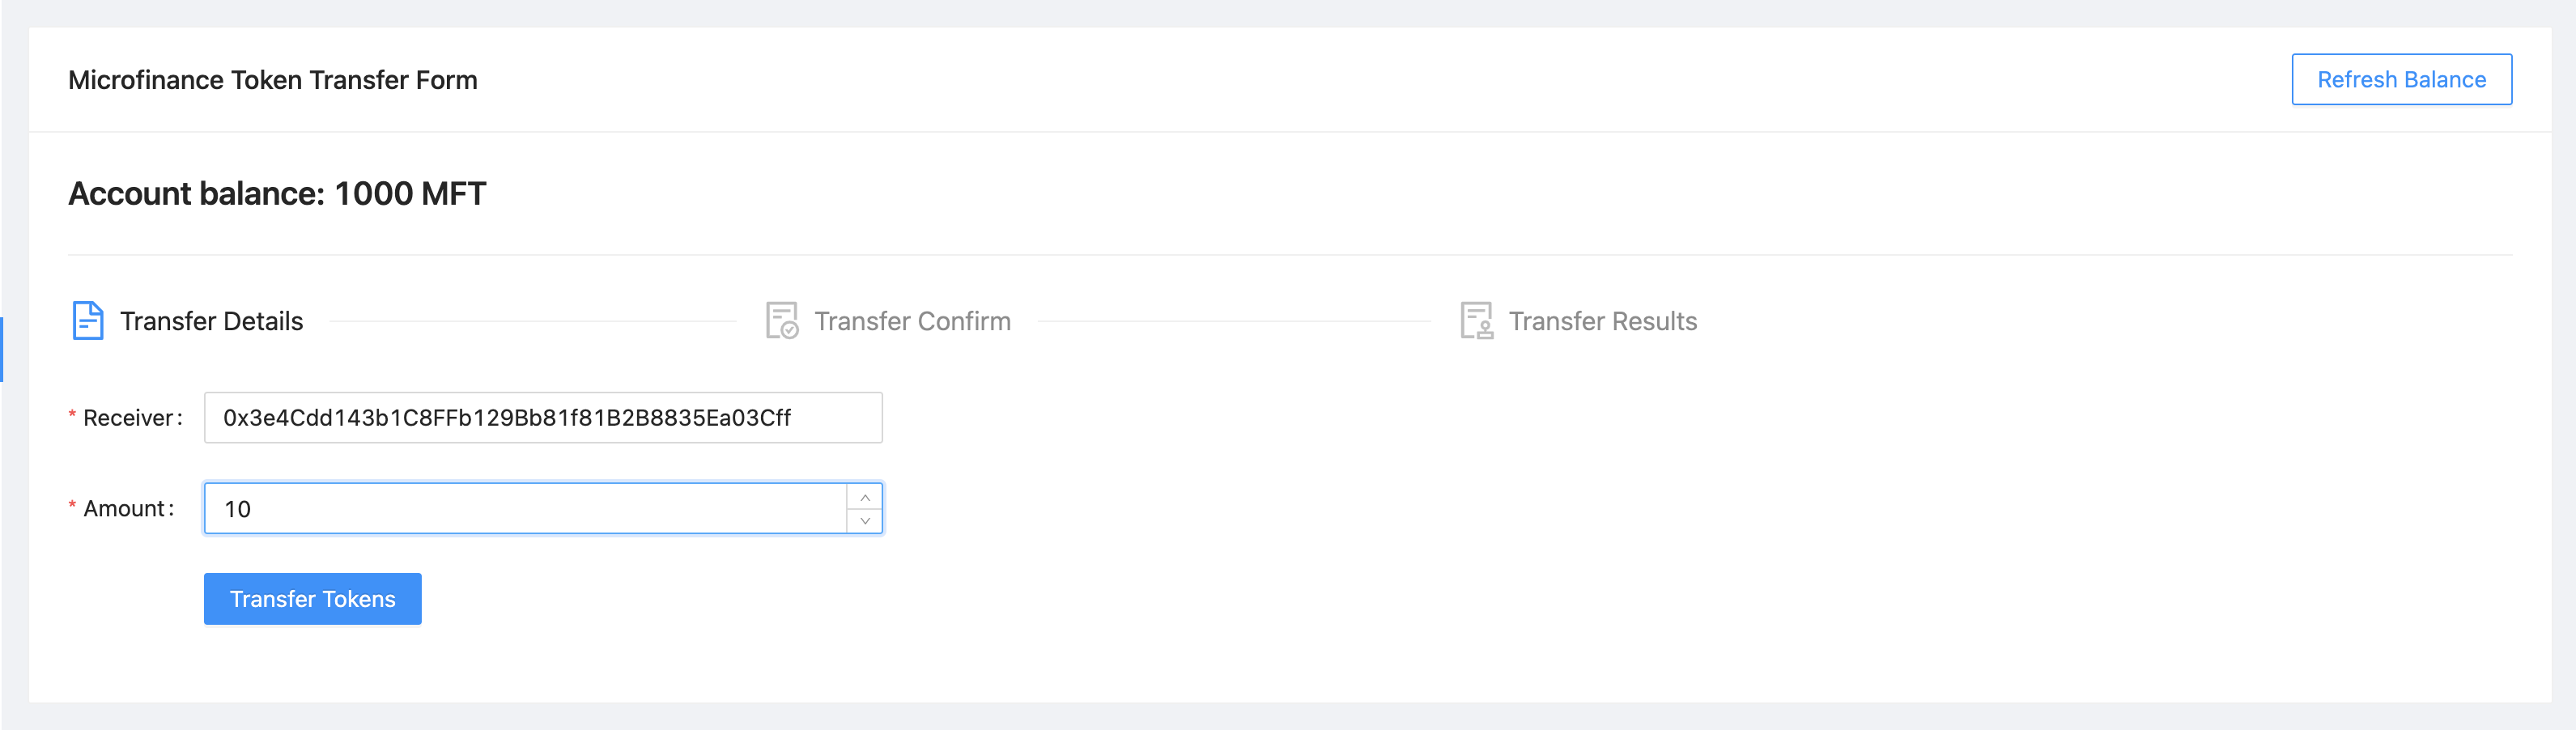 Microfinance Token Transfer Form
Refresh Balance
Account balance: 1000 MFT
Transfer Details
Transfer Confirm
Transfer Results
* Receiver: 0x3e4Cdd143b1C8FFb129Bb81f81B2B8835Ea03Cff
* Amount: 10
Transfer Tokens